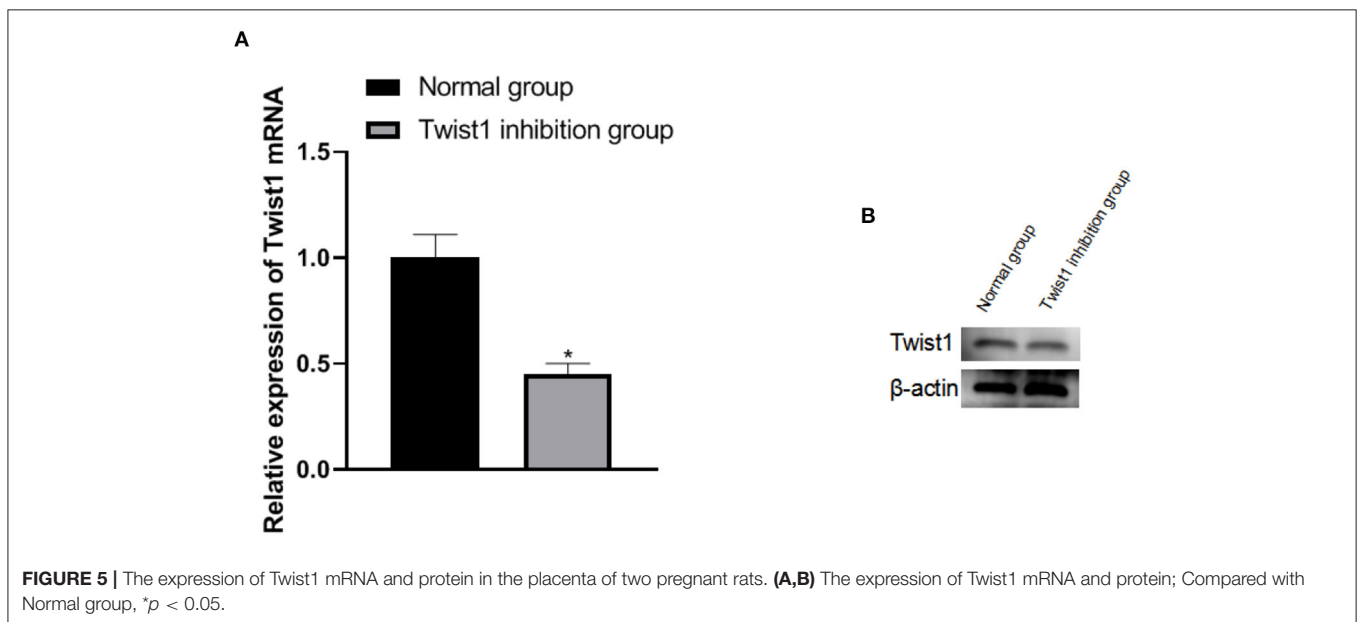 A
Normal group
Twist1 inhibition group
Relative expression of Twist1 mRNA
1.5
1.0
0.5
0.0
*
B
Normal group
Twist1 inhibition group
Twist1
β-actin
FIGURE 5 | The expression of Twist1 mRNA and protein in the placenta of two pregnant rats. (A,B) The expression of Twist1 mRNA and protein; Compared with
Normal group, *p < 0.05.